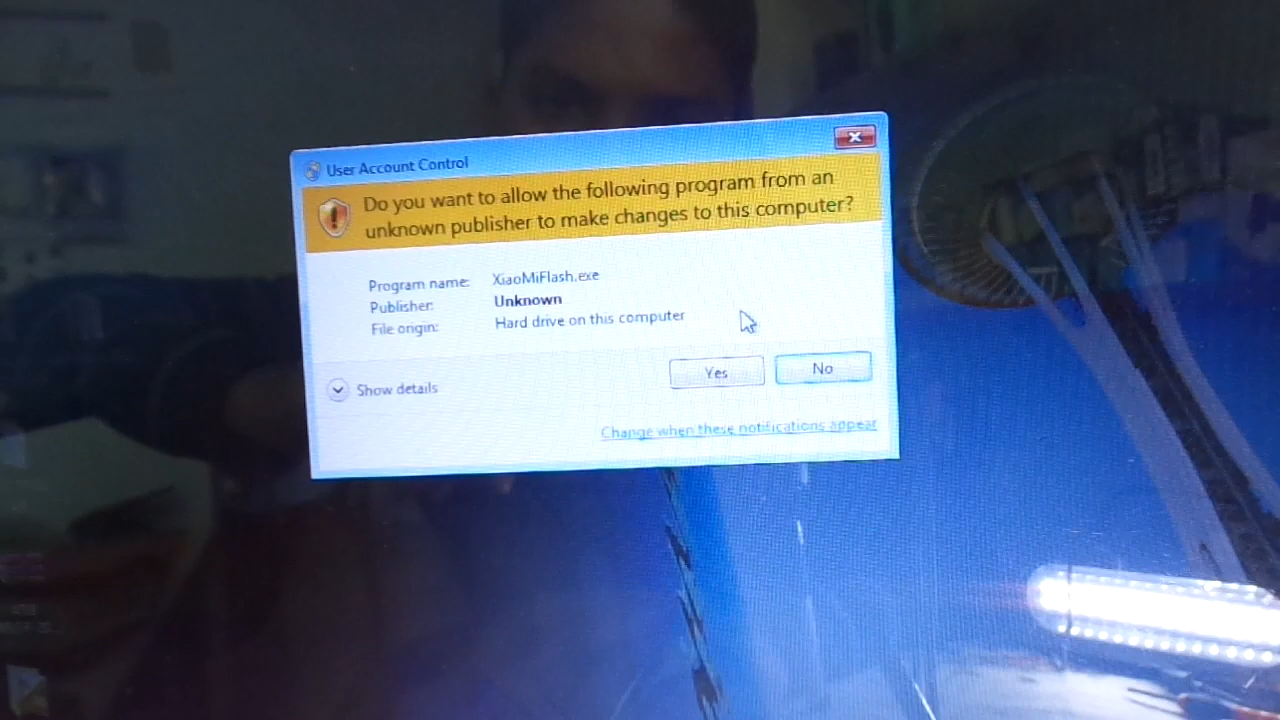 User Account Control
Do you want to allow the following program from an
unknown publisher to make changes to this computer?
Program name: XiaoMiFlash.exe
Publisher: Unknown
File origin: Hard drive on this computer
Show details
Yes
No
Change when these notifications appear